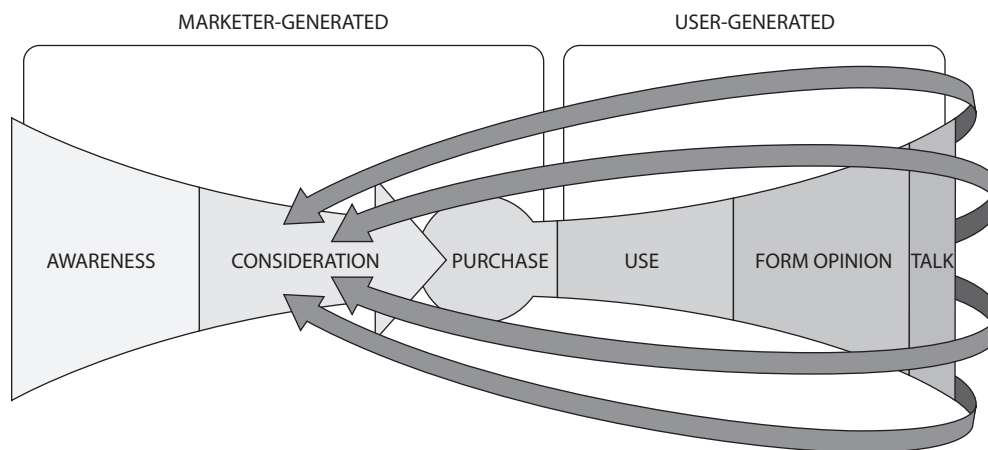 MARKETER-GENERATED
USER-GENERATED
AWARENESS
CONSIDERATION
PURCHASE
USE
FORM OPINION
TALK